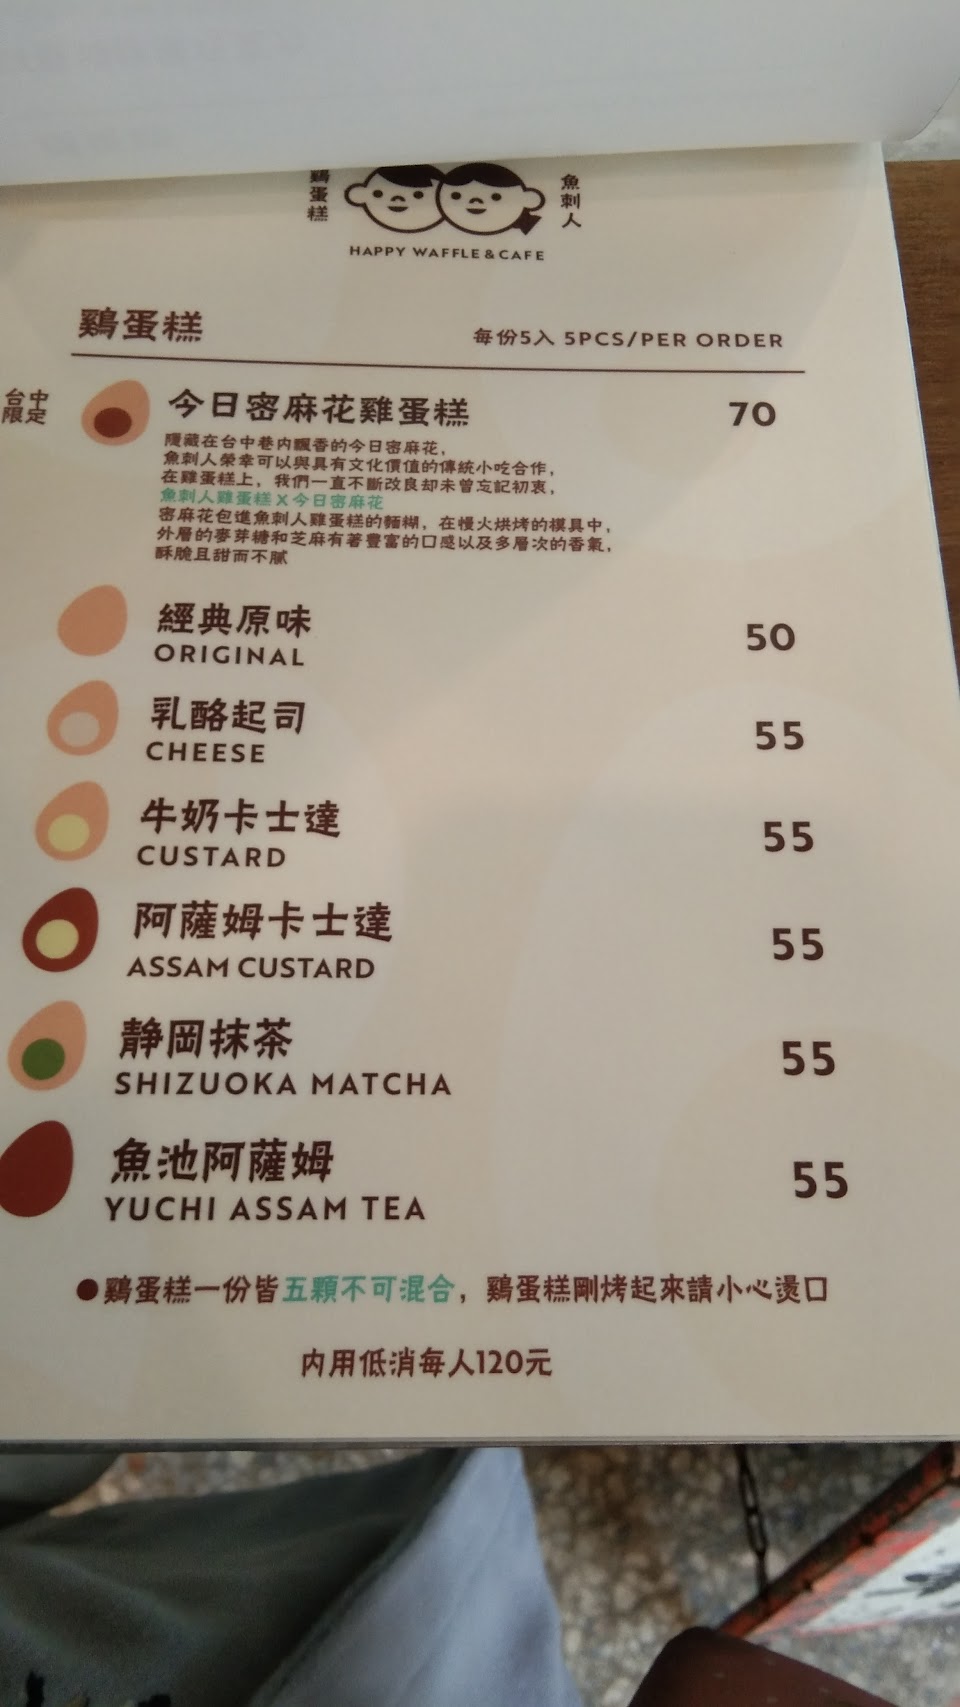 鷄蛋糕
魚刺人
HAPPY WAFFLE & CAFE
鷄蛋糕
每份5入 5PCS/PER ORDER
台中
限定
今日密麻花雞蛋糕 70
隱藏在台中巷内飄香的今日密麻花，
魚刺人榮幸可以與具有文化價值的傳統小吃合作，
在雞蛋糕上，我們一直不斷改良却未曾忘記初衷，
魚刺人雞蛋糕 X 今日密麻花
密麻花包進魚刺人雞蛋糕的麵糊，在慢火烘烤的模具中，
外層的麥芽糖和芝麻有著豐富的口感以及多層次的香氣，
酥脆且甜而不膩
經典原味
ORIGINAL 50
乳酪起司
CHEESE 55
牛奶卡士達
CUSTARD 55
阿薩姆卡士達
ASSAM CUSTARD 55
静岡抹茶
SHIZUOKA MATCHA 55
魚池阿薩姆
YUCHI ASSAM TEA 55
●鷄蛋糕一份皆五顆不可混合，鷄蛋糕剛烤起來請小心燙口
内用低消每人120元